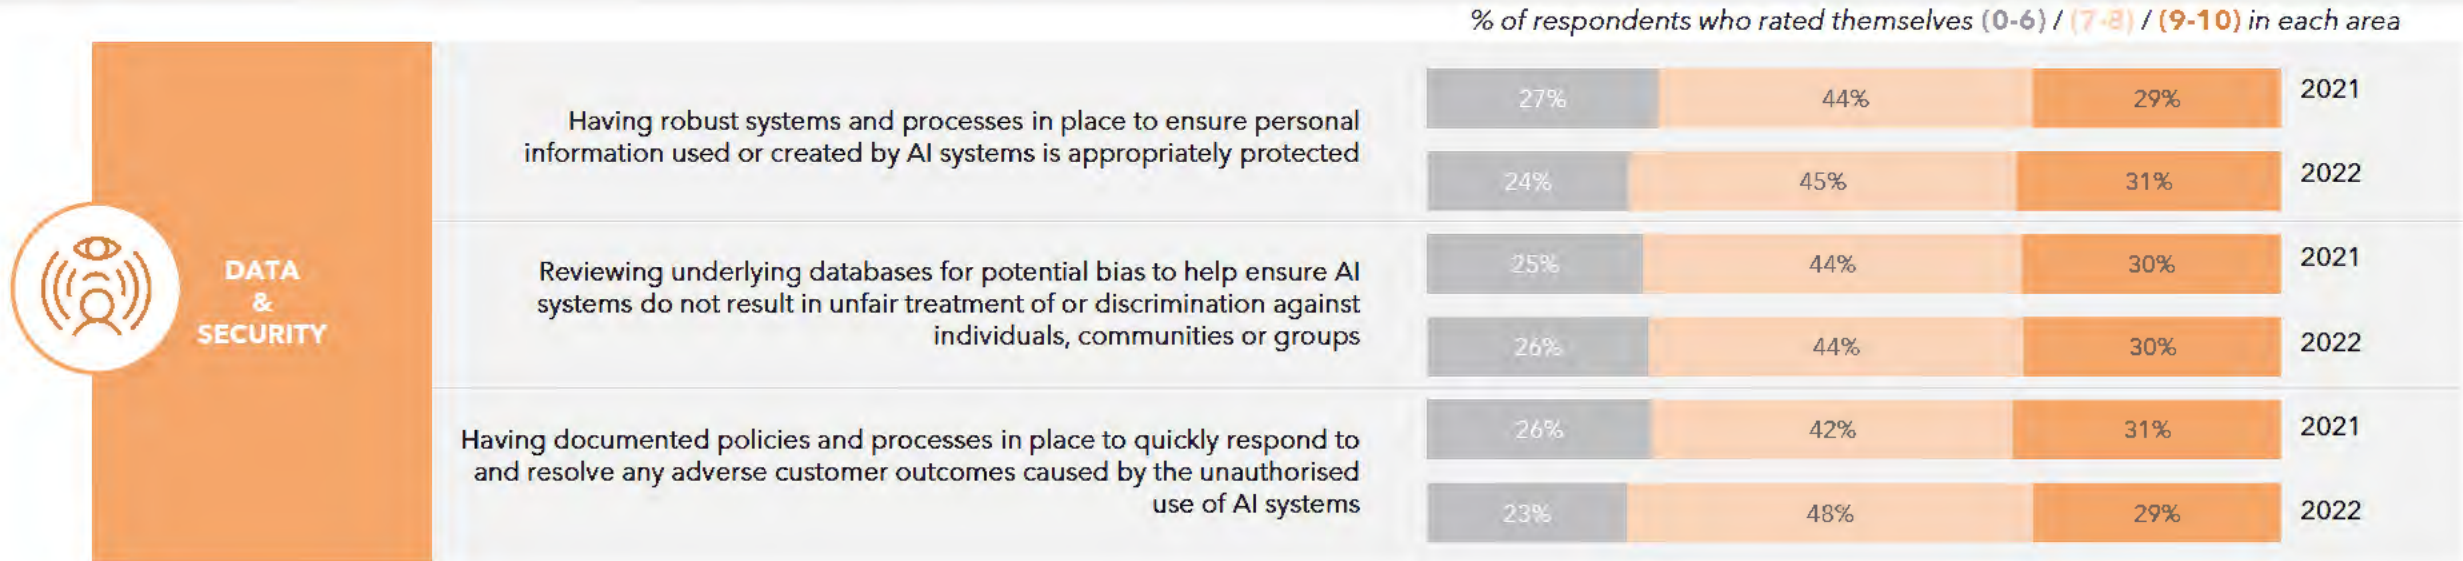 % of respondents who rated themselves (0-6) / (7-8) / (9-10) in each area
DATA
&
SECURITY
Having robust systems and processes in place to ensure personal
information used or created by AI systems is appropriately protected
27% 44% 29% 2021
24% 45% 31% 2022
Reviewing underlying databases for potential bias to help ensure AI
systems do not result in unfair treatment of or discrimination against
individuals, communities or groups
25% 44% 30% 2021
26% 44% 30% 2022
Having documented policies and processes in place to quickly respond to
and resolve any adverse customer outcomes caused by the unauthorised
use of AI systems
26% 42% 31% 2021
23% 48% 29% 2022